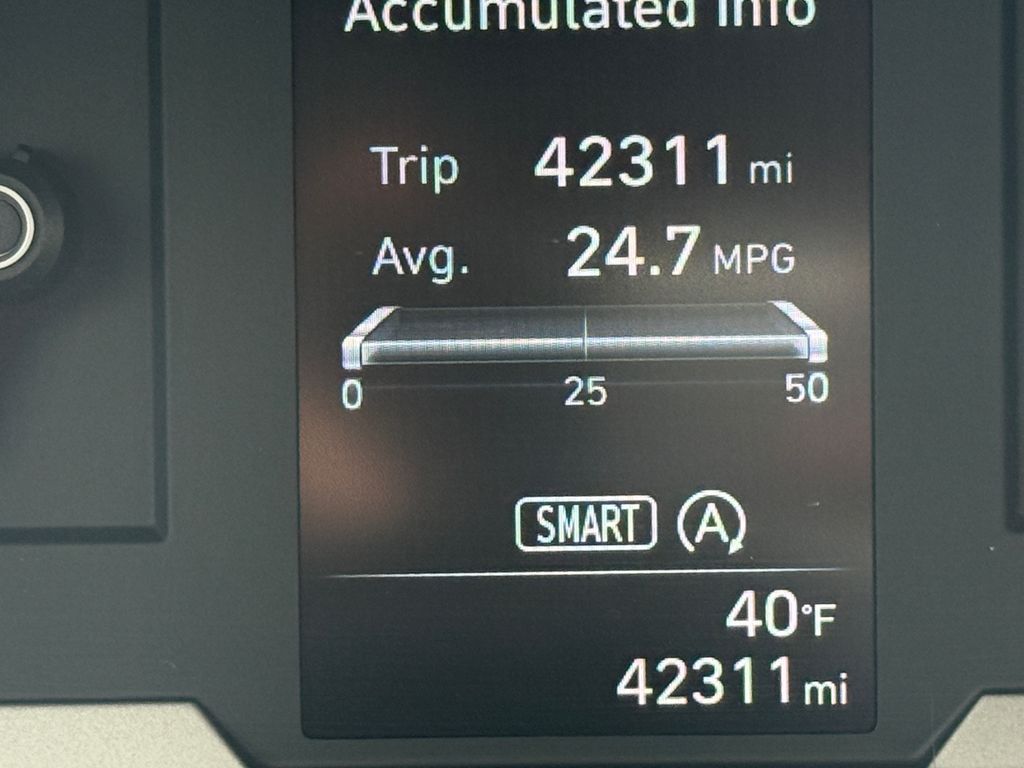 Accumulated Info
Trip 42311 mi
Avg. 24.7 MPG
0 25 50
SMART A
40°F
42311 mi